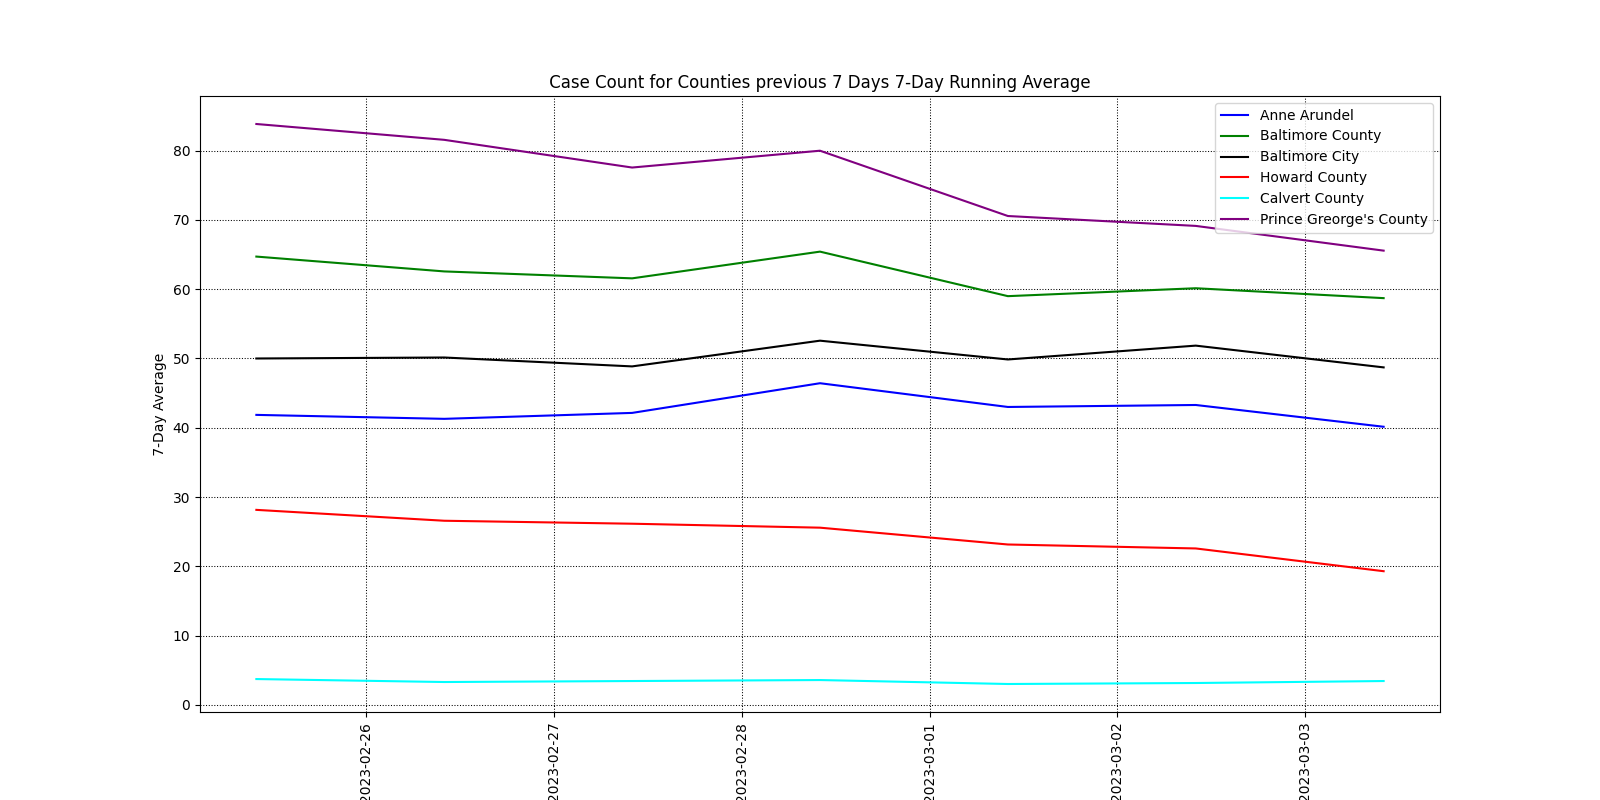 Case Count for Counties previous 7 Days 7-Day Running Average
Anne Arundel
Baltimore County
Baltimore City
Howard County
Calvert County
Prince Greorge's County
7-Day Average
80
70
60
50
40
30
20
10
0
2023-02-26
2023-02-27
2023-02-28
2023-03-01
2023-03-02
2023-03-03